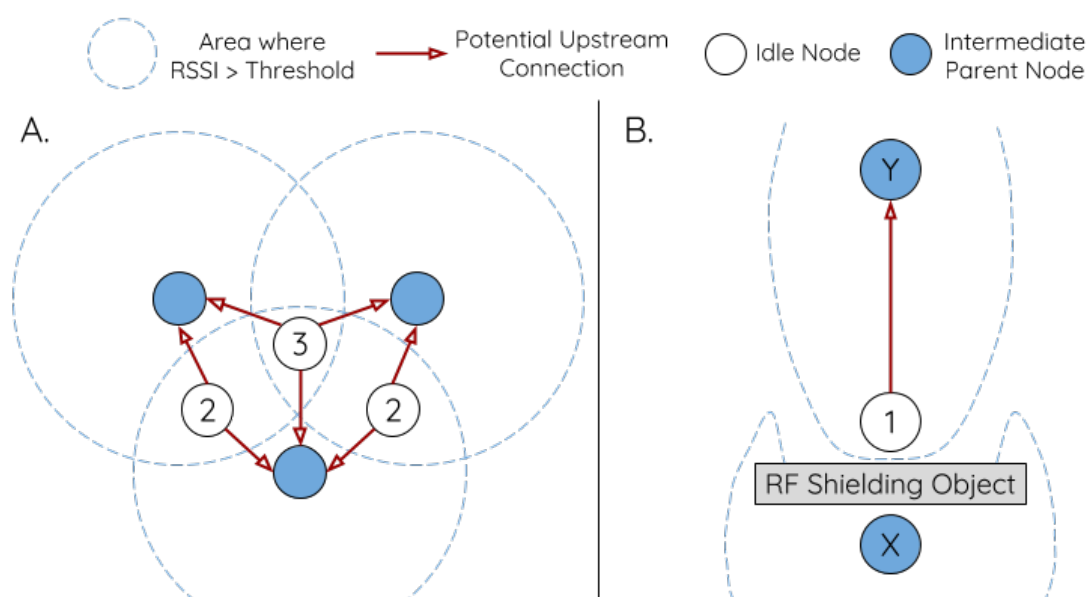 Area where
RSSI > Threshold
Potential Upstream
Connection
Idle Node
Intermediate
Parent Node
A.
3
2
2
B.
Y
1
RF Shielding Object
X